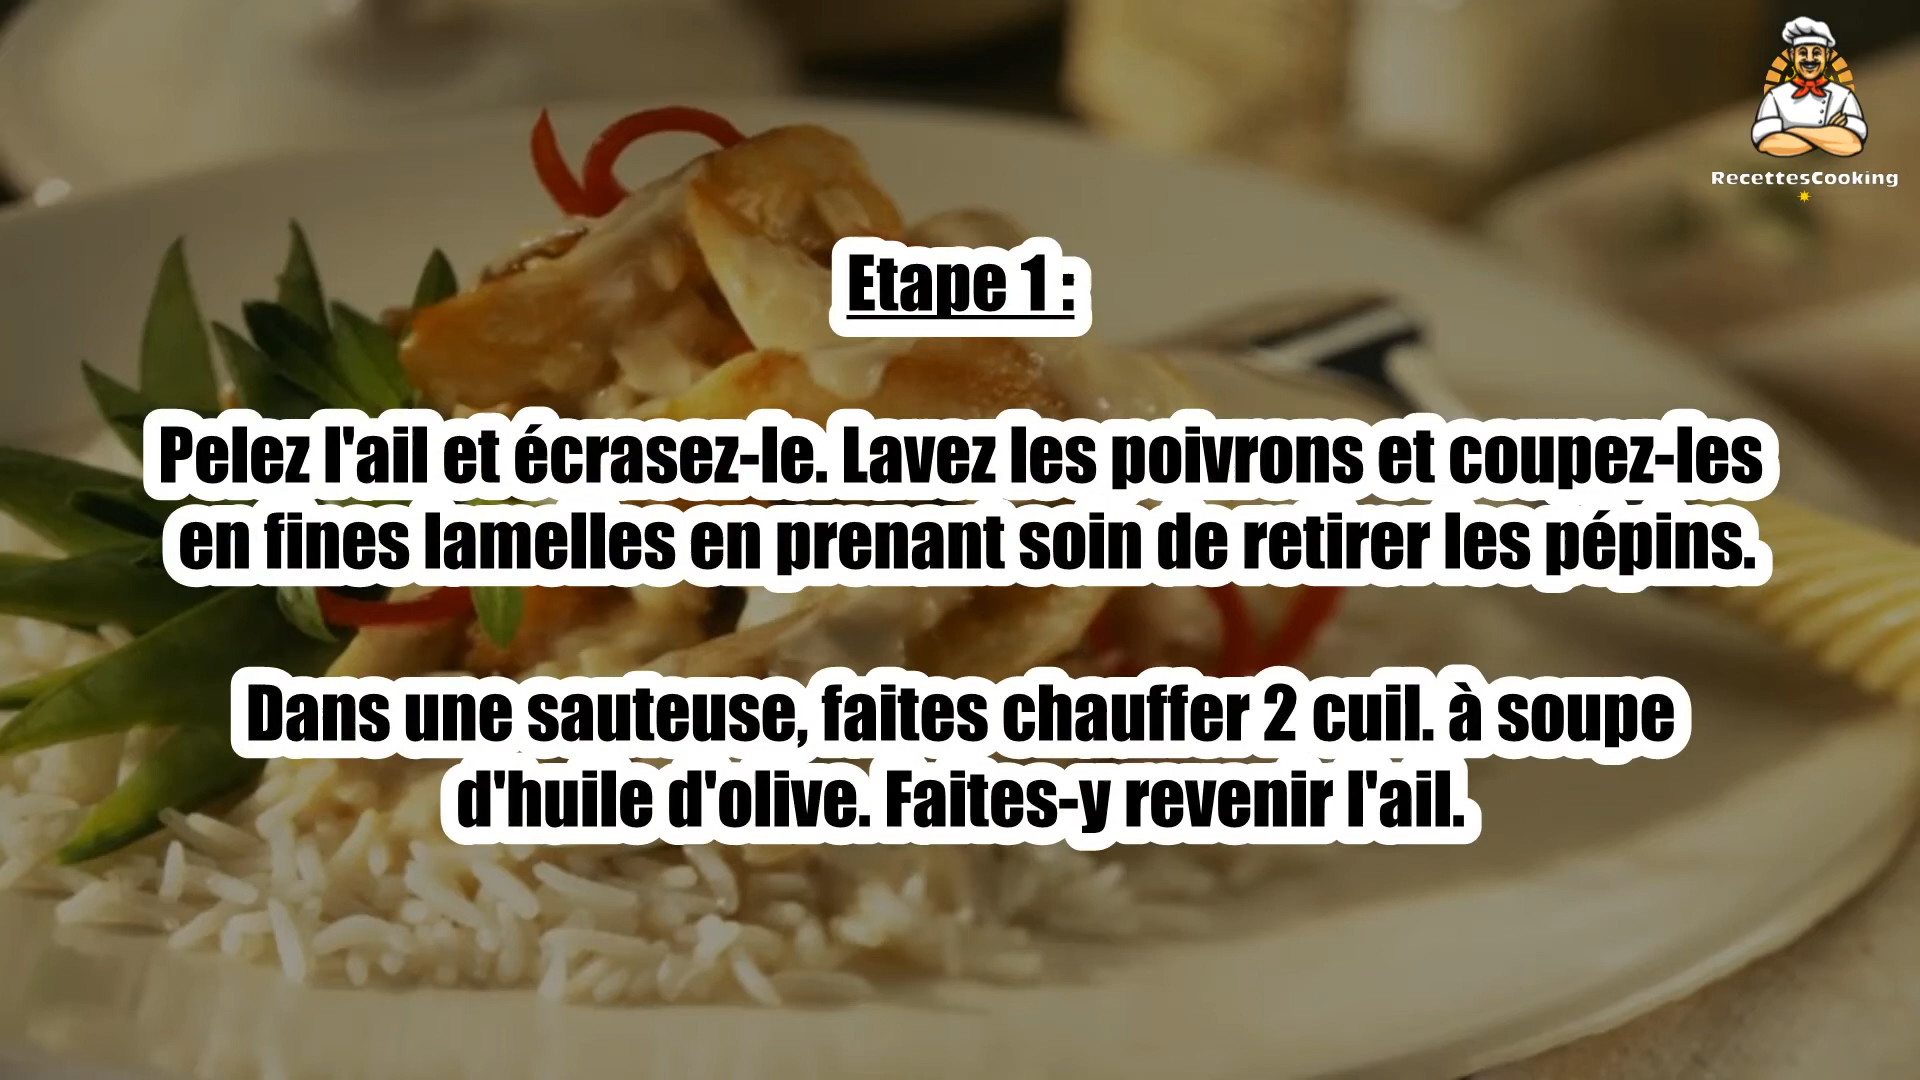 RecettesCooking
Etape 1 :
Pelez l'ail et écrasez-le. Lavez les poivrons et coupez-les
en fines lamelles en prenant soin de retirer les pépins.
Dans une sauteuse, faites chauffer 2 cuil. à soupe
d'huile d'olive. Faites-y revenir l'ail.